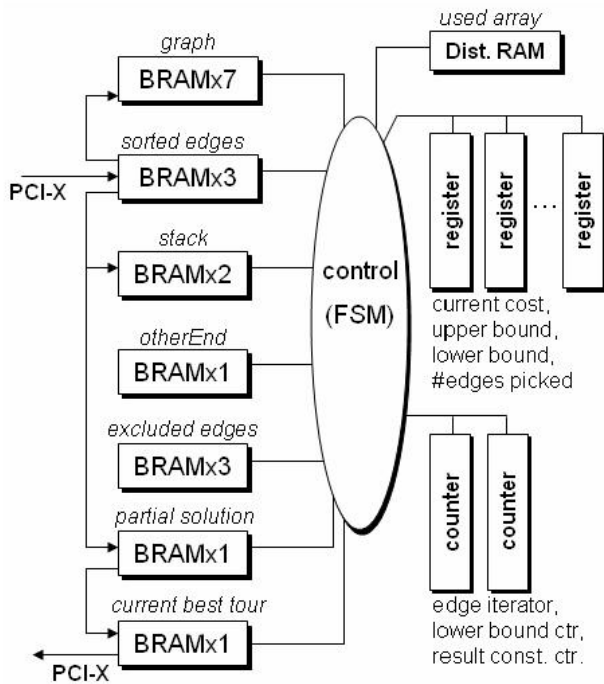 graph
BRAMx7
sorted edges
PCI-X
BRAMx3
stack
BRAMx2
otherEnd
BRAMx1
excluded edges
BRAMx3
partial solution
BRAMx1
current best tour
BRAMx1
PCI-X
control
(FSM)
used array
Dist. RAM
register
register
...
register
current cost,
upper bound,
lower bound,
#edges picked
counter
counter
edge iterator,
lower bound ctr,
result const. ctr.